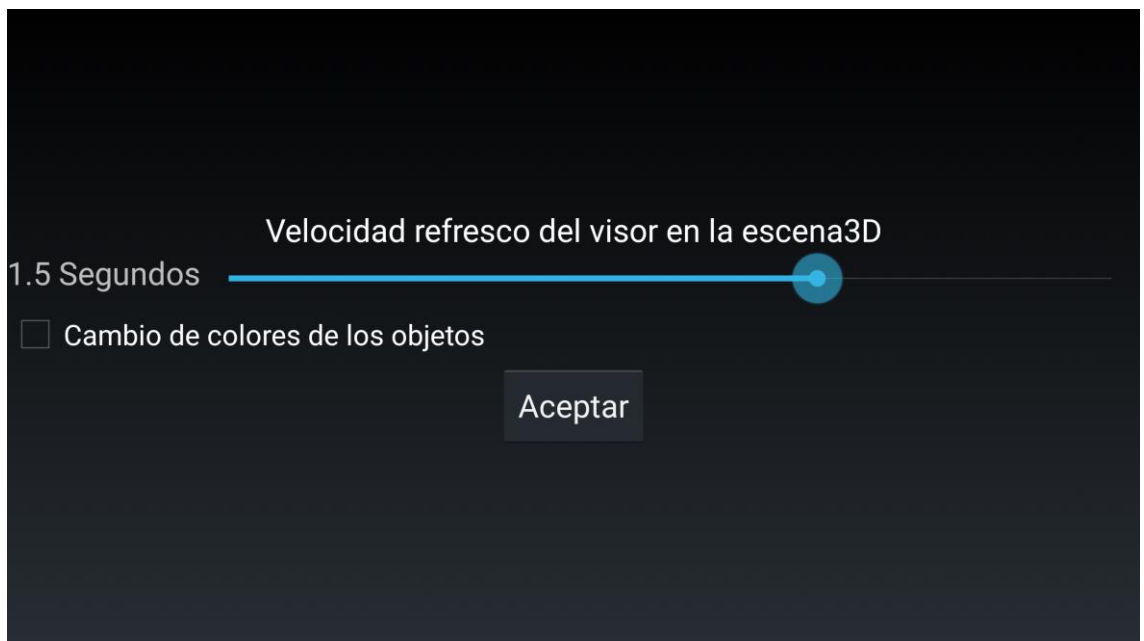 Velocidad refresco del visor en la escena3D
1.5 Segundos
Cambio de colores de los objetos
Aceptar